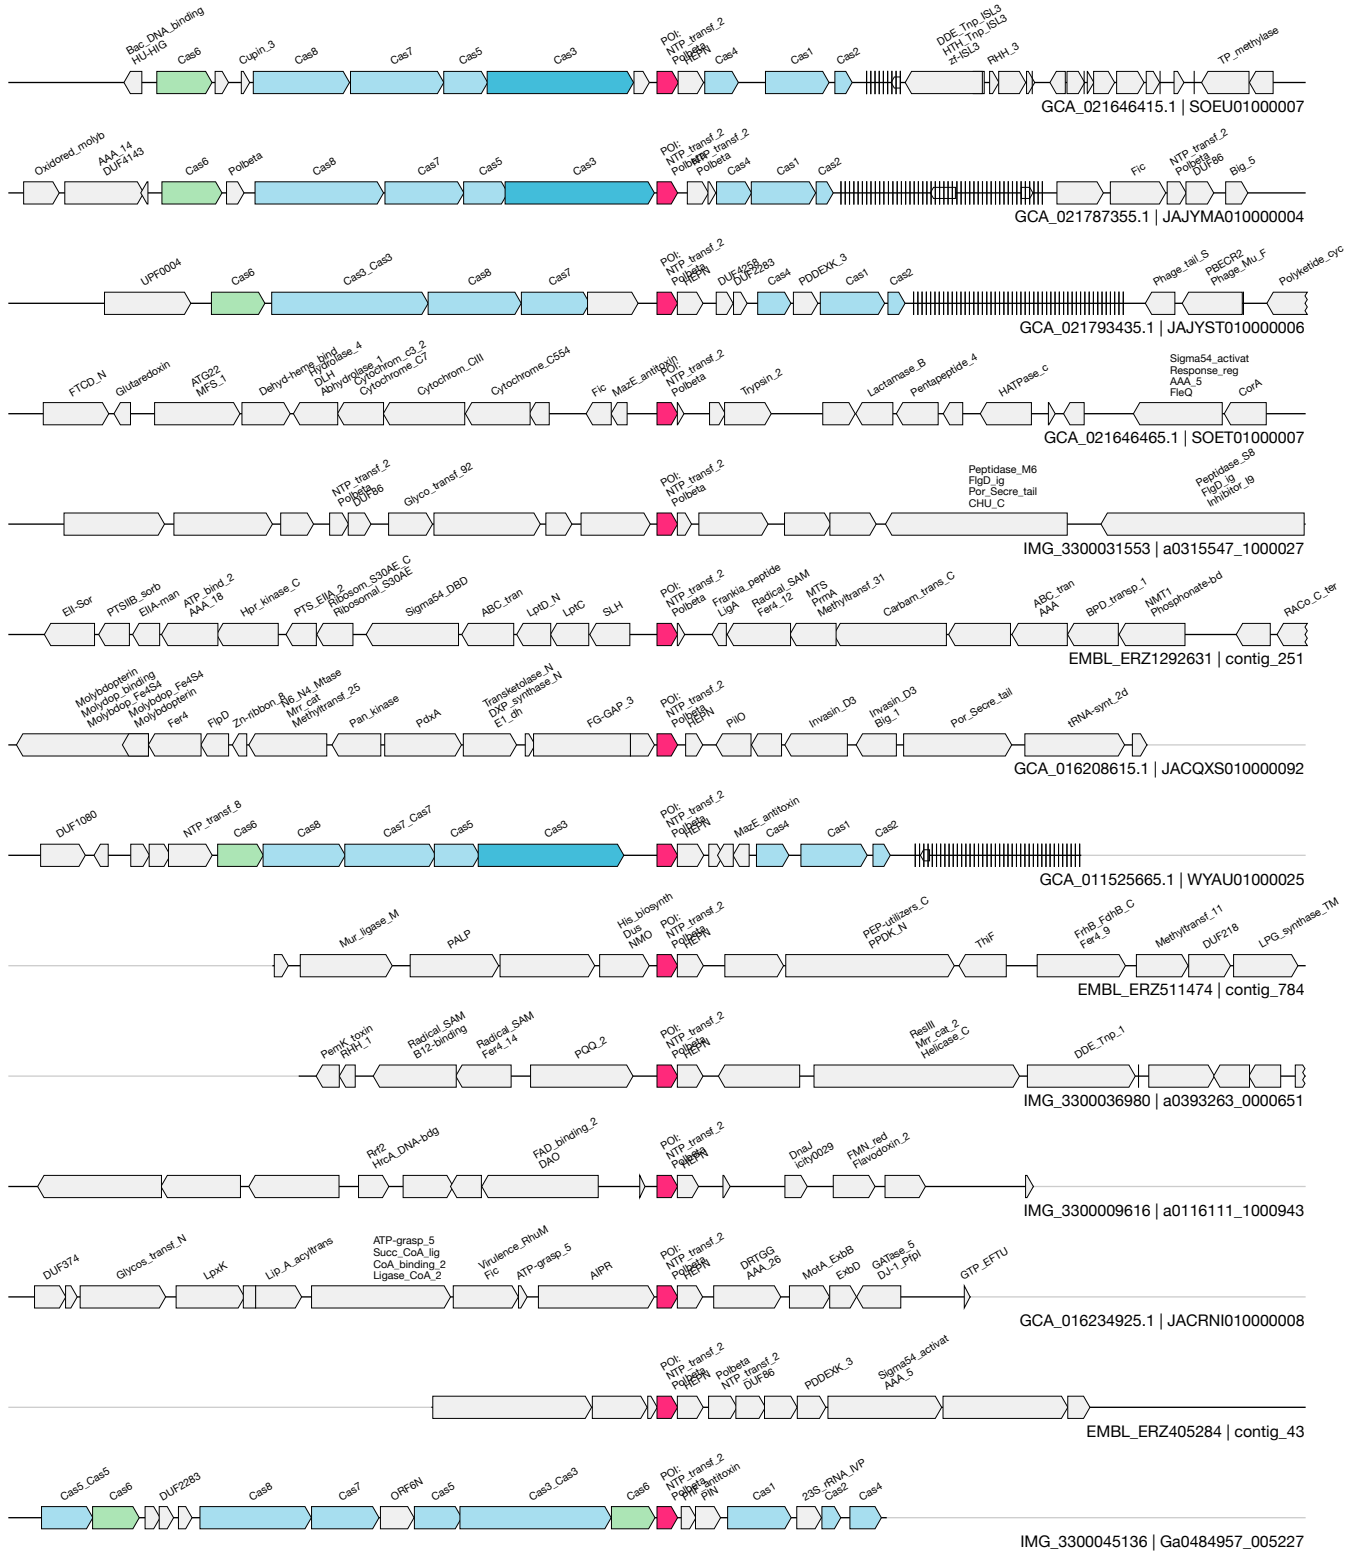 Bac_DNA_binding
HU-HIG
Cas6
Cupin_3
Cas8
Cas7
Cas5
Cas3
POI:
NTP_transf_2
Polbeta
HEPN
Cas4
Cas1
Cas2
DDE_Tnp_ISL3
HTH_Tnp_ISL3
zf-ISL3
RHH_3
TP_methylase
GCA_021646415.1 | SOEU01000007
Oxidored_molyb
AAA_14
DUF4143
Cas6
Polbeta
Cas8
Cas7
Cas5
Cas3
POI:
NTP_transf_2
Polbeta
NTP_transf_2
Polbeta
Cas4
Cas1
Cas2
Fic
NTP_transf_2
Polbeta
DUF86
Big_5
GCA_021787355.1 | JAJYMA010000004
UPF0004
Cas6
Cas3_Cas3
Cas8
Cas7
POI:
NTP_transf_2
Polbeta
HEPN
DUF4258
DUF2283
Cas4
PDDEXK_3
Cas1
Cas2
Phage_tail_S
PBECR2
Phage_Mu_F
Polyketide_cyc
GCA_021793435.1 | JAJYST010000006
FTCD_N
Glutaredoxin
ATG22
MFS_1
Dehyd-heme_bind
Hydrolase_4
DLH
Abhydrolase_1
Cytochrom_c3_2
Cytochrome_C7
Cytochrom_CIII
Cytochrome_C554
Fic
MazE_antitoxin
POI:
NTP_transf_2
Polbeta
Trypsin_2
Lactamase_B
Pentapeptide_4
HATPase_c
Sigma54_activat
Response_reg
AAA_5
FleQ
CorA
GCA_021646465.1 | SOET01000007
NTP_transf_2
Polbeta
DUF86
Glyco_transf_92
POI:
NTP_transf_2
Polbeta
Peptidase_M6
FlgD_ig
Por_Secre_tail
CHU_C
Peptidase_S8
FlgD_ig
Inhibitor_I9
IMG_3300031553 | a0315547_1000027
EII-Sor
PTSIIB_sorb
EIIA-man
ATP_bind_2
AAA_18
Hpr_kinase_C
PTS_EIIA_2
Ribosom_S30AE_C
Ribosomal_S30AE
Sigma54_DBD
ABC_tran
LptD_N
LptC
SLH
POI:
NTP_transf_2
Polbeta
Frankia_peptide
LigA
Radical_SAM
Fer4_12
MTS
PrmA
Methyltransf_31
Carbam_trans_C
ABC_tran
AAA
BPD_transp_1
NMT1
Phosphonate-bd
RACo_C_ter
EMBL_ERZ1292631 | contig_251
Molybdopterin
Molydop_binding
Molybdop_Fe4S4
Molybdop_Fe4S4
Molybdopterin
Fer4
FlpD
Zn-ribbon_8
N6_N4_Mtase
Mrr_cat
Methyltransf_25
Pan_kinase
PdxA
Transketolase_N
DXP_synthase_N
E1_dh
FG-GAP_3
POI:
NTP_transf_2
Polbeta
HEPN
PilO
Invasin_D3
Invasin_D3
Big_1
Por_Secre_tail
tRNA-synt_2d
GCA_016208615.1 | JACQXS010000092
DUF1080
NTP_transf_8
Cas6
Cas8
Cas7_Cas7
Cas5
Cas3
POI:
NTP_transf_2
Polbeta
HEPN
MazE_antitoxin
Cas4
Cas1
Cas2
GCA_011525665.1 | WYAU01000025
Mur_ligase_M
PALP
His_biosynth
Dus
NMO
POI:
NTP_transf_2
Polbeta
HEPN
PEP-utilizers_C
PPDK_N
ThiF
FrhB_FdhB_C
Fer4_9
Methyltransf_11
DUF218
LPG_synthase_TM
EMBL_ERZ511474 | contig_784
PemK_toxin
RHH_1
Radical_SAM
B12-binding
Radical_SAM
Fer4_14
PQQ_2
POI:
NTP_transf_2
Polbeta
HEPN
ResIII
Mrr_cat_2
Helicase_C
DDE_Tnp_1
IMG_3300036980 | a0393263_0000651
Rrf2
HrcA_DNA-bdg
FAD_binding_2
DAO
POI:
NTP_transf_2
Polbeta
HEPN
DnaJ
icity0029
FMN_red
Flavodoxin_2
IMG_3300009616 | a0116111_1000943
DUF374
Glycos_transf_N
LpxK
Lip_A_acyltrans
ATP-grasp_5
Succ_CoA_lig
CoA_binding_2
Ligase_CoA_2
Virulence_RhuM
Fic
ATP-grasp_5
AIPR
POI:
NTP_transf_2
Polbeta
HEPN
DRTGG
AAA_26
MotA_ExbB
ExbD
GATase_5
DJ-1_PfpI
GTP_EFTU
GCA_016234925.1 | JACRNI010000008
POI:
NTP_transf_2
Polbeta
HEPN
Polbeta
NTP_transf_2
DUF86
PDDEXK_3
Sigma54_activat
AAA_5
EMBL_ERZ405284 | contig_43
Cas5_Cas5
Cas6
DUF2283
Cas8
Cas7
ORF6N
Cas5
Cas3_Cas3
Cas6
POI:
NTP_transf_2
Polbeta
PIN
Cas1
23S_rRNA_IVP
Cas2
Cas4
IMG_3300045136 | Ga0484957_005227